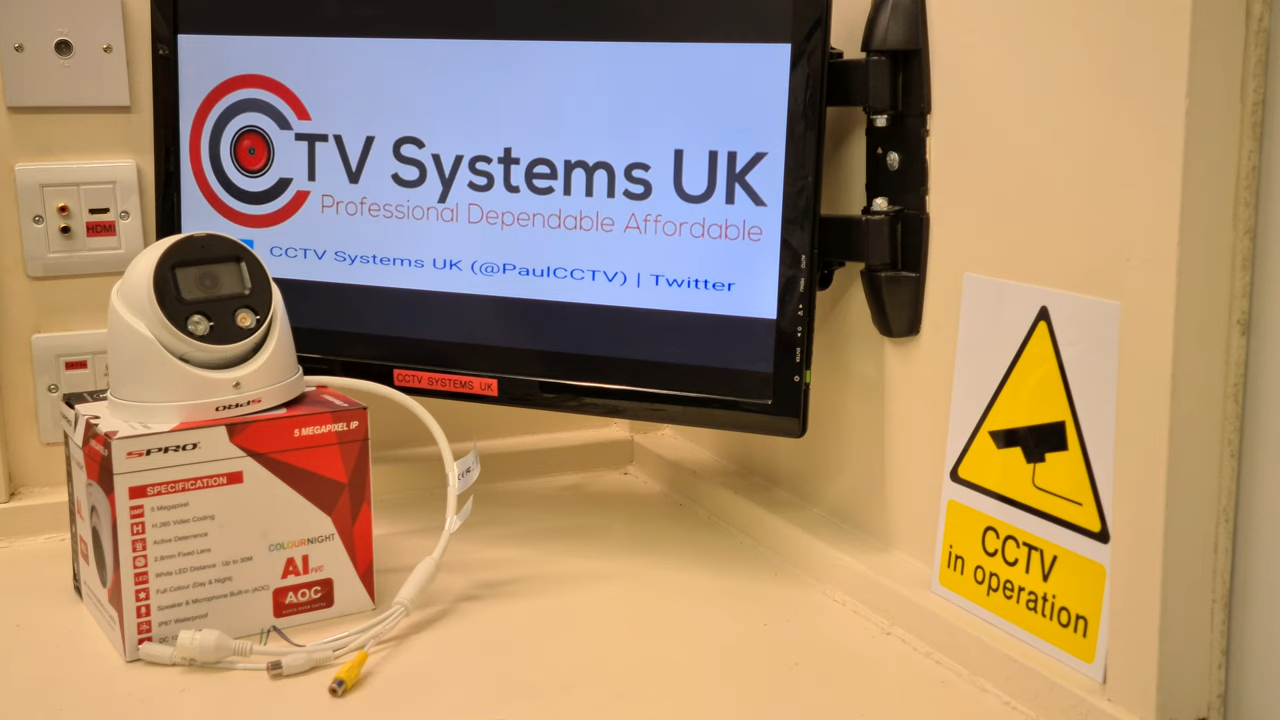 CCTV Systems UK
Professional Dependable Affordable
CCTV Systems UK (@PaulCCTV) | Twitter
HDMI
CCTV SYSTEMS UK
SPRO
5 MEGAPIXEL IP
SPRO
SPECIFICATION
5 Megapixel
H.265 Video Coding
Active Deterrence
2.8mm Fixed Lens
White LED Distance : Up to 30M
Full Colour (Day & Night)
Speaker & Microphone Built-in (AOC)
IP67 Waterproof
DC
COLOURNIGHT
AI
AOC
CCTV
in operation